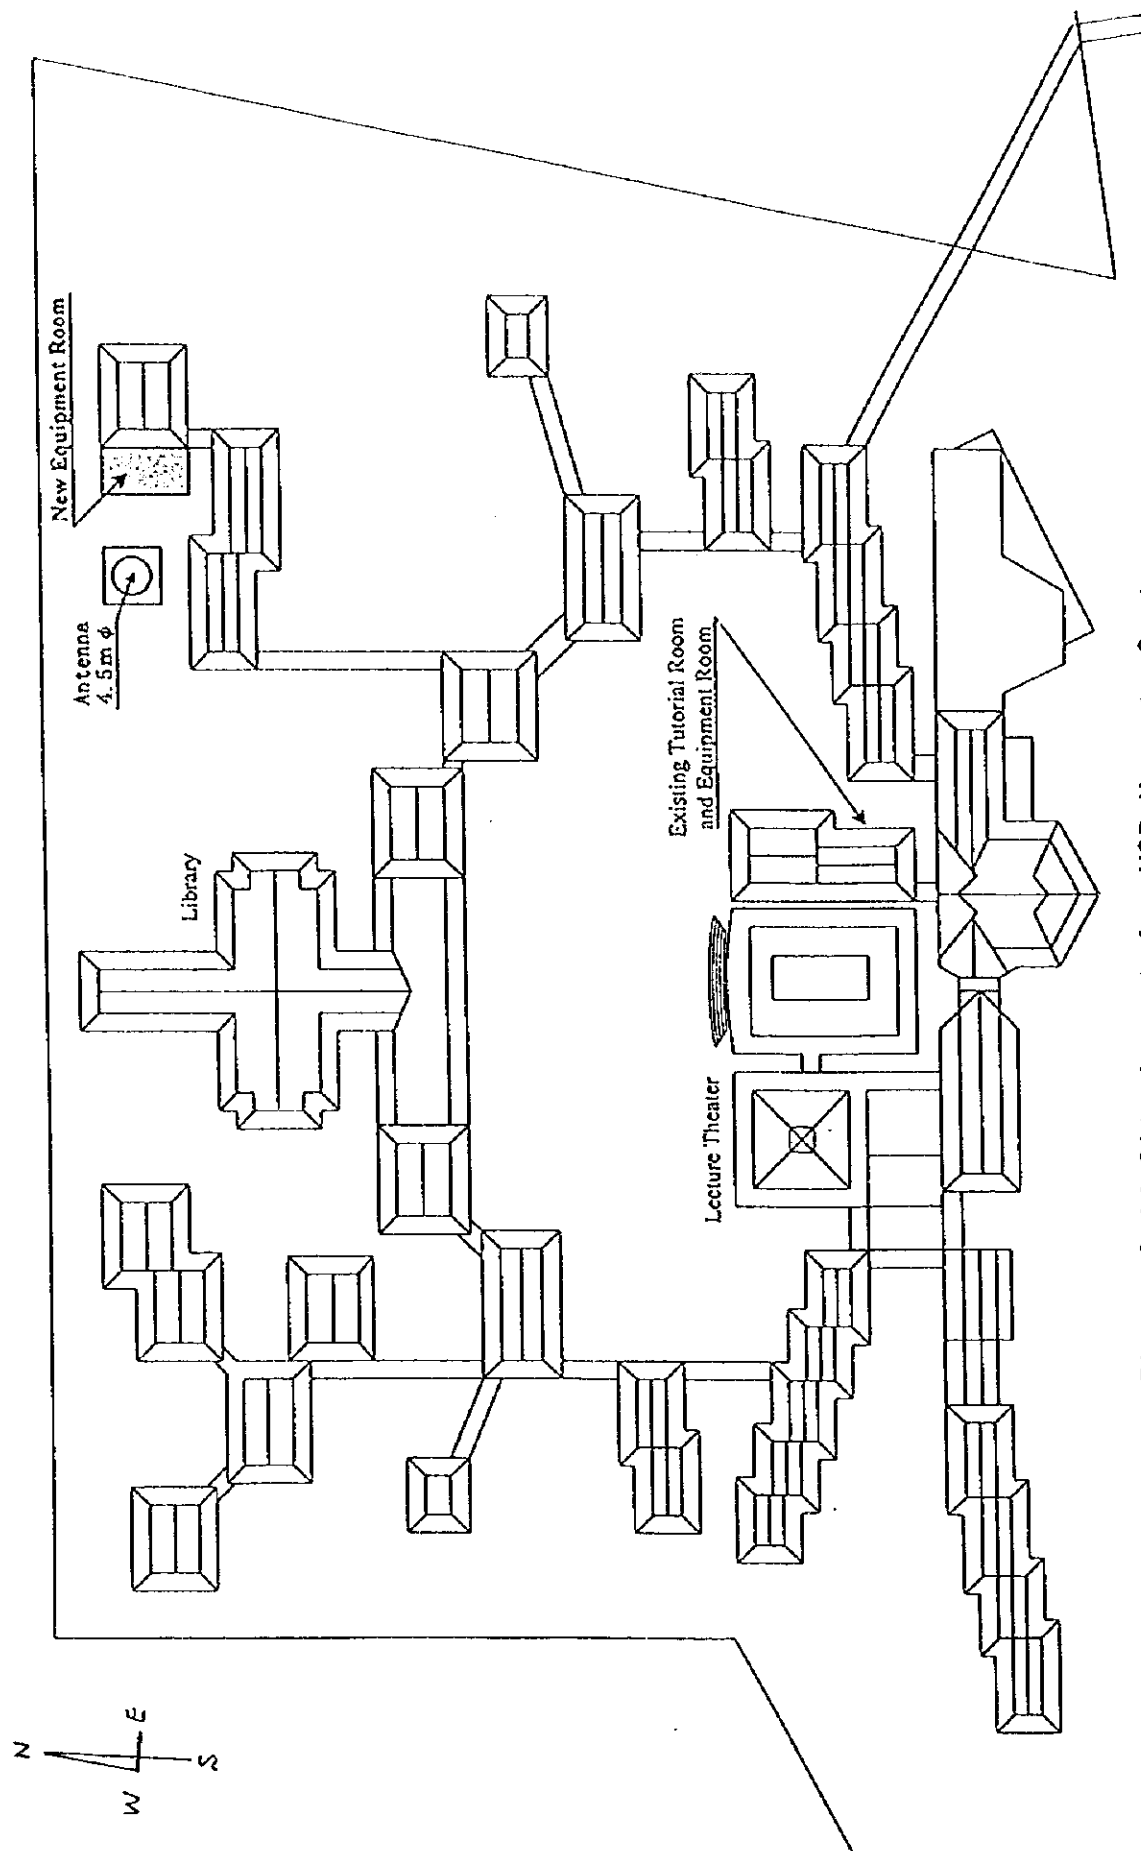 N
W E
S
Antenna
4.5m ϕ
New Equipment Room
Library
Lecture Theater
Existing Tutorial Room
and Equipment Room